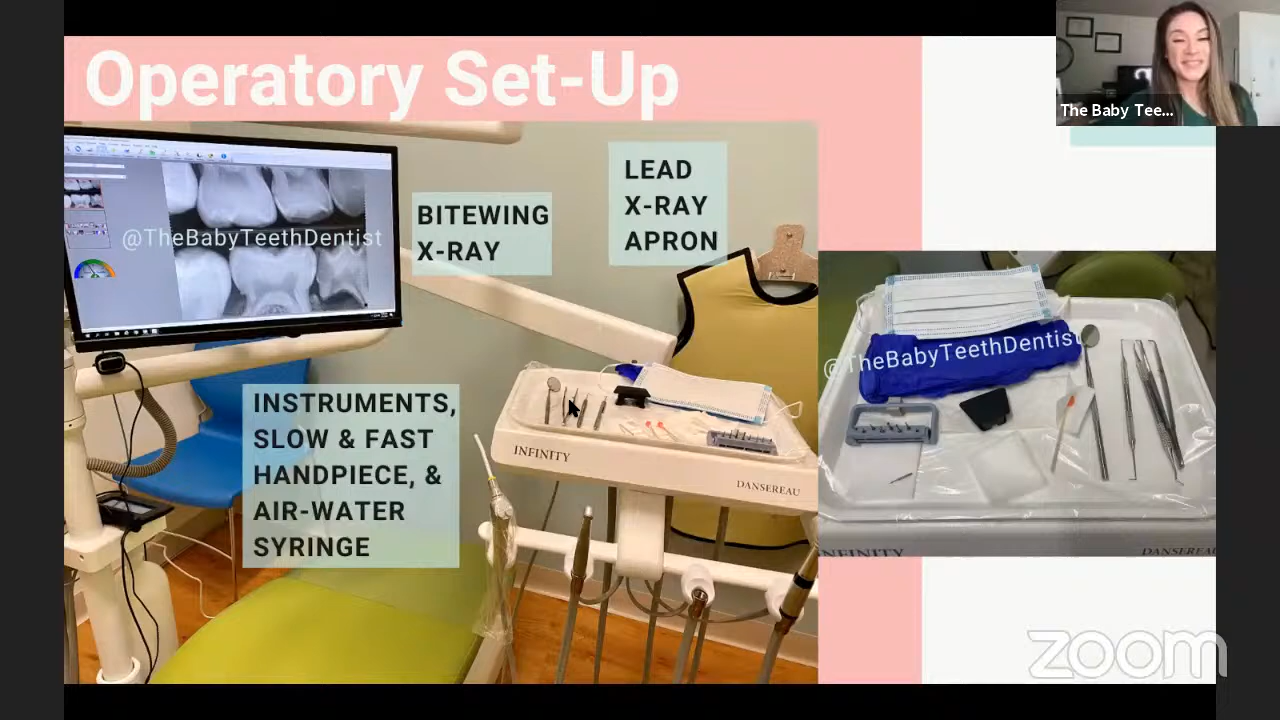 Operatory Set-Up
The Baby Tee...
BITEWING
X-RAY
LEAD
X-RAY
APRON
@TheBabyTeethDentist
INSTRUMENTS,
SLOW & FAST
HANDPIECE, &
AIR-WATER
SYRINGE
INFINITY
DANSEREAU
@TheBabyTeethDentist
INFINITY
DANSEREAU
zoom